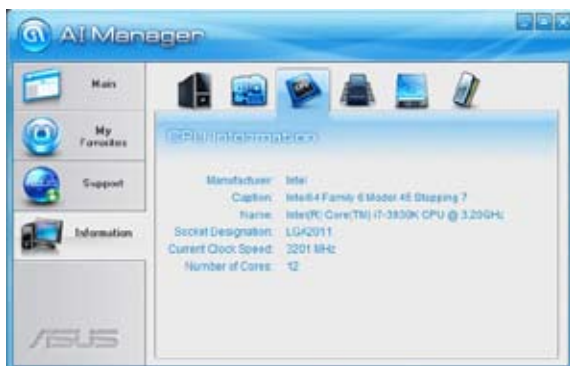 AI Manager
Main
My
Favorites
Support
Information
CPU Information
Manufacturer: Intel
Caption: Intel64 Family 6 Model 45 Stepping 7
Name: Intel(R) Core(TM) i7-3930K CPU @ 3.20GHz
Socket Designation: LGA2011
Current Clock Speed: 3201 MHz
Number of Cores: 12
ASUS